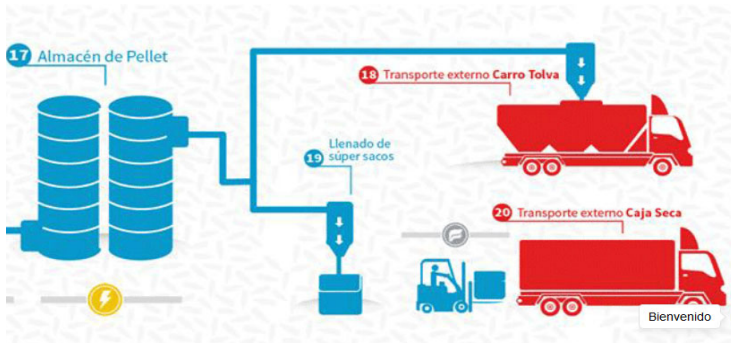 17 Almacén de Pellet
18 Transporte externo Carro Tolva
19 Llenado de
súper sacos
20 Transporte externo Caja Seca
Bienvenido